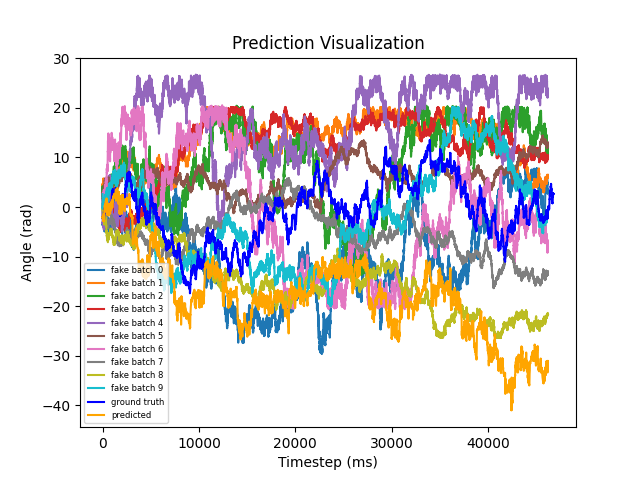 Prediction Visualization
30
20
10
0
−10
−20
−30
−40
Angle (rad)
fake batch 0
fake batch 1
fake batch 2
fake batch 3
fake batch 4
fake batch 5
fake batch 6
fake batch 7
fake batch 8
fake batch 9
ground truth
predicted
0 10000 20000 30000 40000
Timestep (ms)